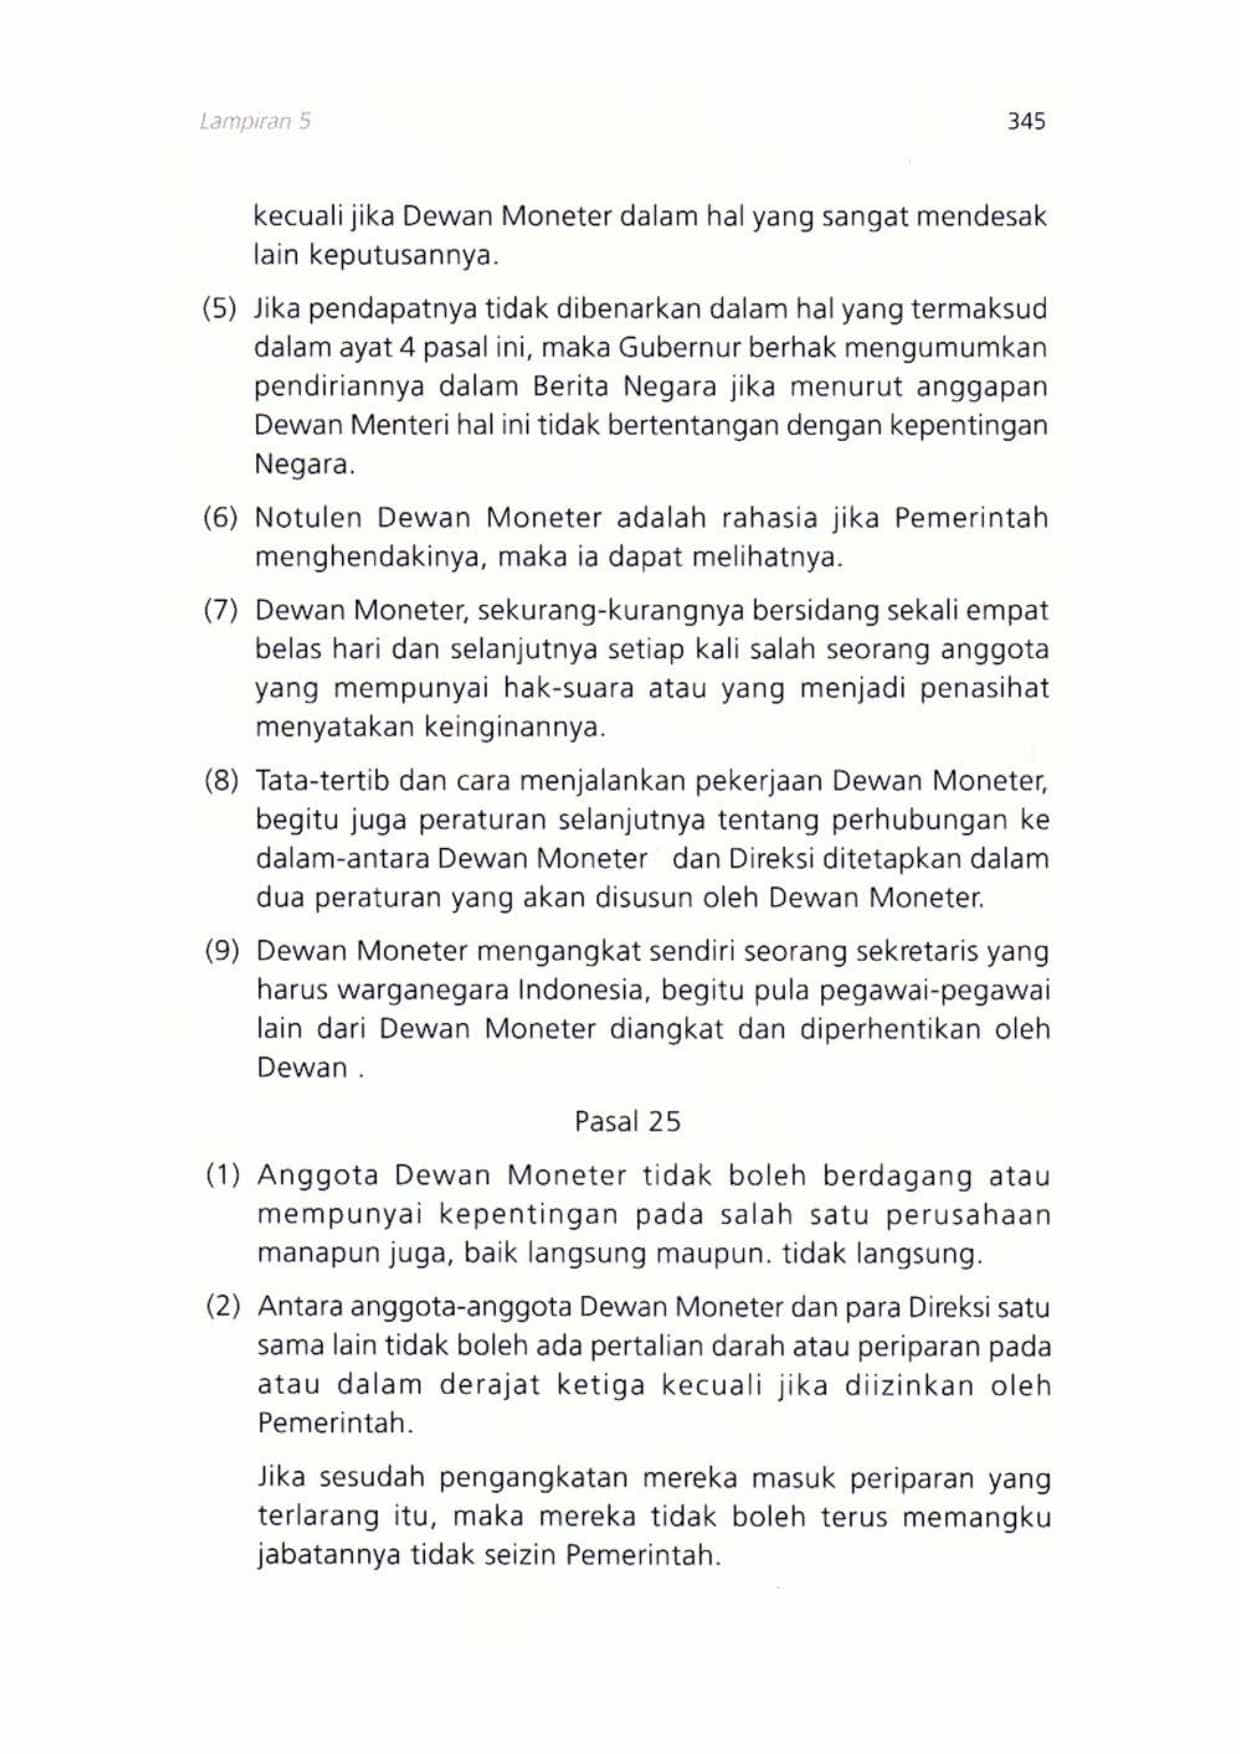 Lampiran 5
345
kecuali jika Dewan Moneter dalam hal yang sangat mendesak
lain keputusannya.
(5) Jika pendapatnya tidak dibenarkan dalam hal yang termaksud
dalam ayat 4 pasal ini, maka Gubernur berhak mengumumkan
pendiriannya dalam Berita Negara jika menurut anggapan
Dewan Menteri hal ini tidak bertentangan dengan kepentingan
Negara.
(6) Notulen Dewan Moneter adalah rahasia jika Pemerintah
menghendakinya, maka ia dapat melihatnya.
(7) Dewan Moneter, sekurang-kurangnya bersidang sekali empat
belas hari dan selanjutnya setiap kali salah seorang anggota
yang mempunyai hak-suara atau yang menjadi penasihat
menyatakan keinginannya.
(8) Tata-tertib dan cara menjalankan pekerjaan Dewan Moneter,
begitu juga peraturan selanjutnya tentang perhubungan ke
dalam-antara Dewan Moneter dan Direksi ditetapkan dalam
dua peraturan yang akan disusun oleh Dewan Moneter.
(9) Dewan Moneter mengangkat sendiri seorang sekretaris yang
harus warganegara Indonesia, begitu pula pegawai-pegawai
lain dari Dewan Moneter diangkat dan diperhentikan oleh
Dewan .
Pasal 25
(1) Anggota Dewan Moneter tidak boleh berdagang atau
mempunyai kepentingan pada salah satu perusahaan
manapun juga, baik langsung maupun. tidak langsung.
(2) Antara anggota-anggota Dewan Moneter dan para Direksi satu
sama lain tidak boleh ada pertalian darah atau periparan pada
atau dalam derajat ketiga kecuali jika diizinkan oleh
Pemerintah.
Jika sesudah pengangkatan mereka masuk periparan yang
terlarang itu, maka mereka tidak boleh terus memangku
jabatannya tidak seizin Pemerintah.